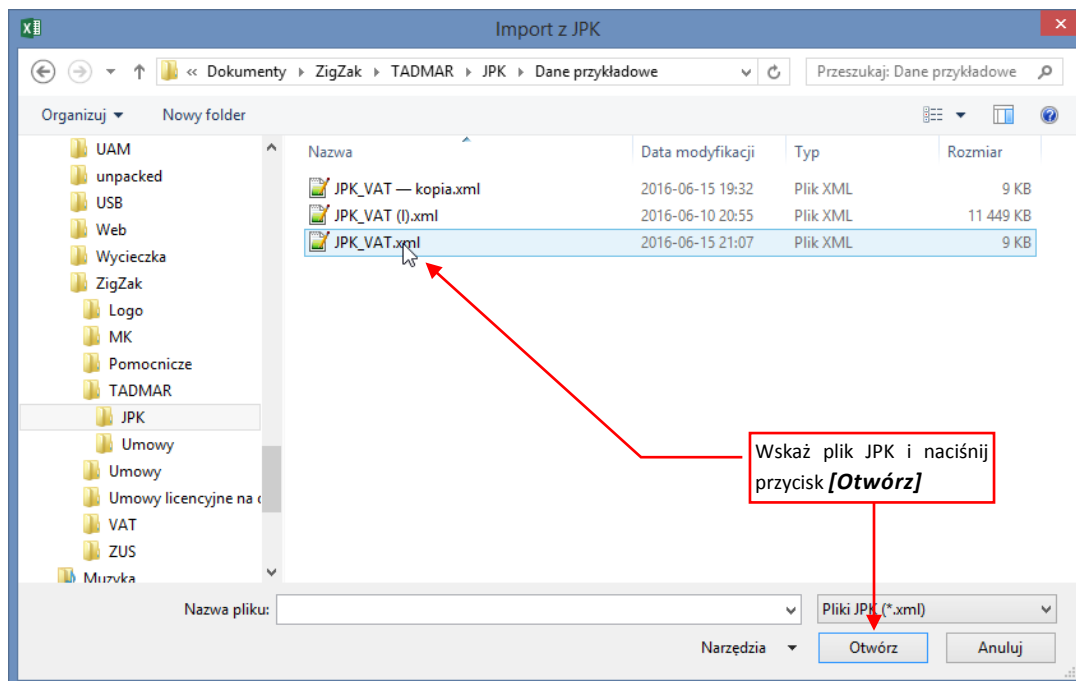 Import z JPK
« Dokumenty ▸ ZigZak ▸ TADMAR ▸ JPK ▸ Dane przykładowe
Przeszukaj: Dane przykładowe
Organizuj
Nowy folder
UAM
unpacked
USB
Web
Wycieczka
ZigZak
Logo
MK
Pomocnicze
TADMAR
JPK
Umowy
Umowy
Umowy licencyjne na
VAT
ZUS
Muzyka
Nazwa Data modyfikacji Typ Rozmiar
JPK_VAT — kopia.xml 2016-06-15 19:32 Plik XML 9 KB
JPK_VAT (I).xml 2016-06-10 20:55 Plik XML 11 449 KB
JPK_VAT.xml 2016-06-15 21:07 Plik XML 9 KB
Wskaż plik JPK i naciśnij
przycisk [Otwórz]
Nazwa pliku:
Pliki JPK (*.xml)
Narzędzia
Otwórz
Anuluj